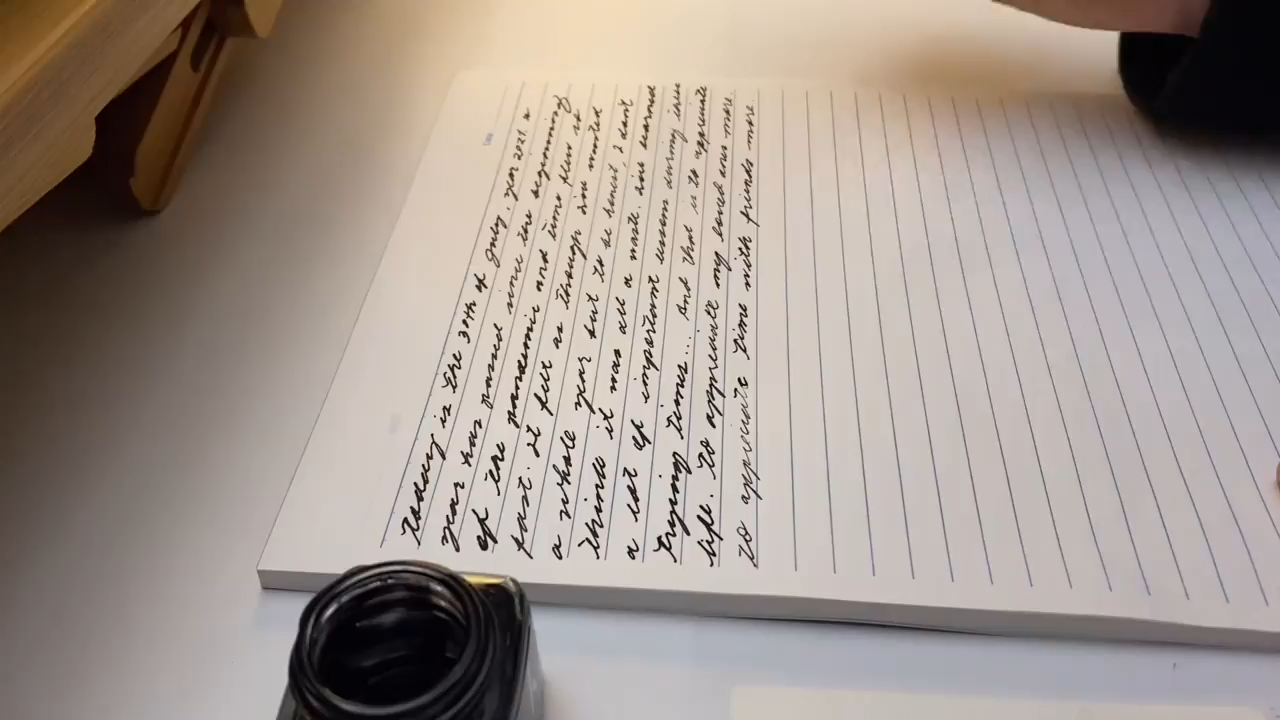 Date
Today is the 30th of July, year 2021. a
year has passed since the beginning
of the pandemic and time flew so
fast. It felt as though we wasted
a whole year but to be honest, I dont
think it was all a waste. we learned
a lot of important lessons during these
trying times... And that is to appreciate
life. To appreciate my loved ones more.
To appreciate time with friends more.